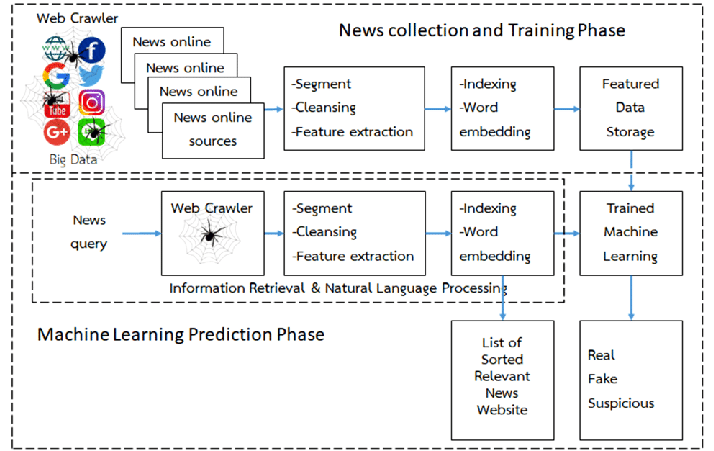 Web Crawler
News collection and Training Phase
WWW
f
G
Tube
G+
Big Data
News online
News online
News online
News online
sources
-Segment
-Cleansing
-Feature extraction
-Indexing
-Word
embedding
Featured
Data
Storage
News
query
Web Crawler
-Segment
-Cleansing
-Feature extraction
-Indexing
-Word
embedding
Trained
Machine
Learning
Information Retrieval & Natural Language Processing
Machine Learning Prediction Phase
List of
Sorted
Relevant
News
Website
Real
Fake
Suspicious